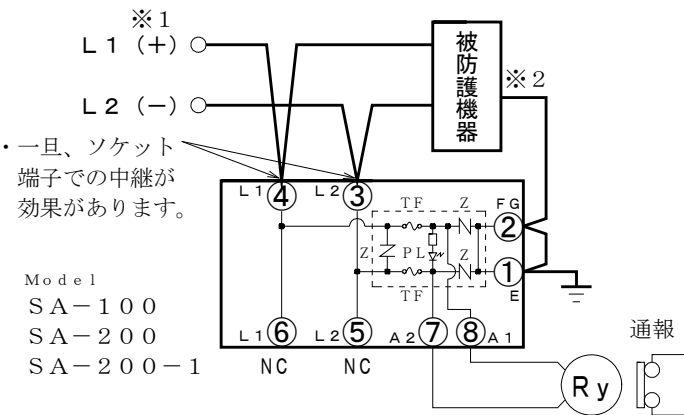 ※1
L1 (+)
L2 (-)
被防護機器
※2
・一旦、ソケット
端子での中継が
効果があります。
L1 ④ L2 ③
TF Z FG ②
Z PL Z ①
TF E
Model
SA-100
SA-200
SA-200-1
L1 ⑥ L2 ⑤ A2 ⑦ ⑧ A1
NC NC
通報
Ry